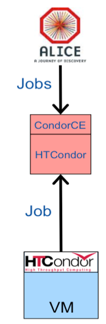 ALICE
A JOURNEY OF DISCOVERY
Jobs
CondorCE
HTCondor
Job
HTCondor
High Throughput Computing
VM